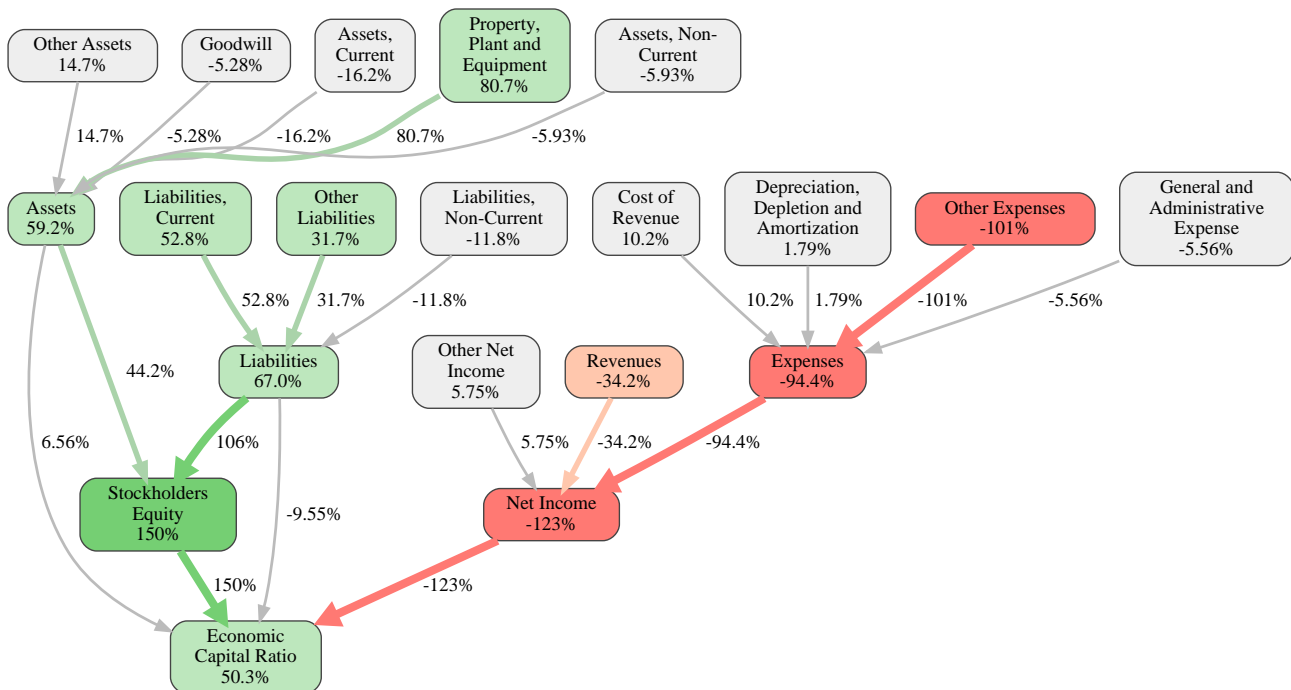 Other Assets
14.7%
Goodwill
-5.28%
Assets,
Current
-16.2%
Property,
Plant and
Equipment
80.7%
Assets, Non-
Current
-5.93%
14.7%
-5.28%
-16.2%
80.7%
-5.93%
Assets
59.2%
Liabilities,
Current
52.8%
Other
Liabilities
31.7%
Liabilities,
Non-Current
-11.8%
Cost of
Revenue
10.2%
Depreciation,
Depletion and
Amortization
1.79%
Other Expenses
-101%
General and
Administrative
Expense
-5.56%
52.8%
31.7%
-11.8%
10.2%
1.79%
-101%
-5.56%
Liabilities
67.0%
Other Net
Income
5.75%
Revenues
-34.2%
Expenses
-94.4%
44.2%
6.56%
106%
5.75%
-34.2%
-94.4%
Stockholders
Equity
150%
-9.55%
Net Income
-123%
150%
-123%
Economic
Capital Ratio
50.3%